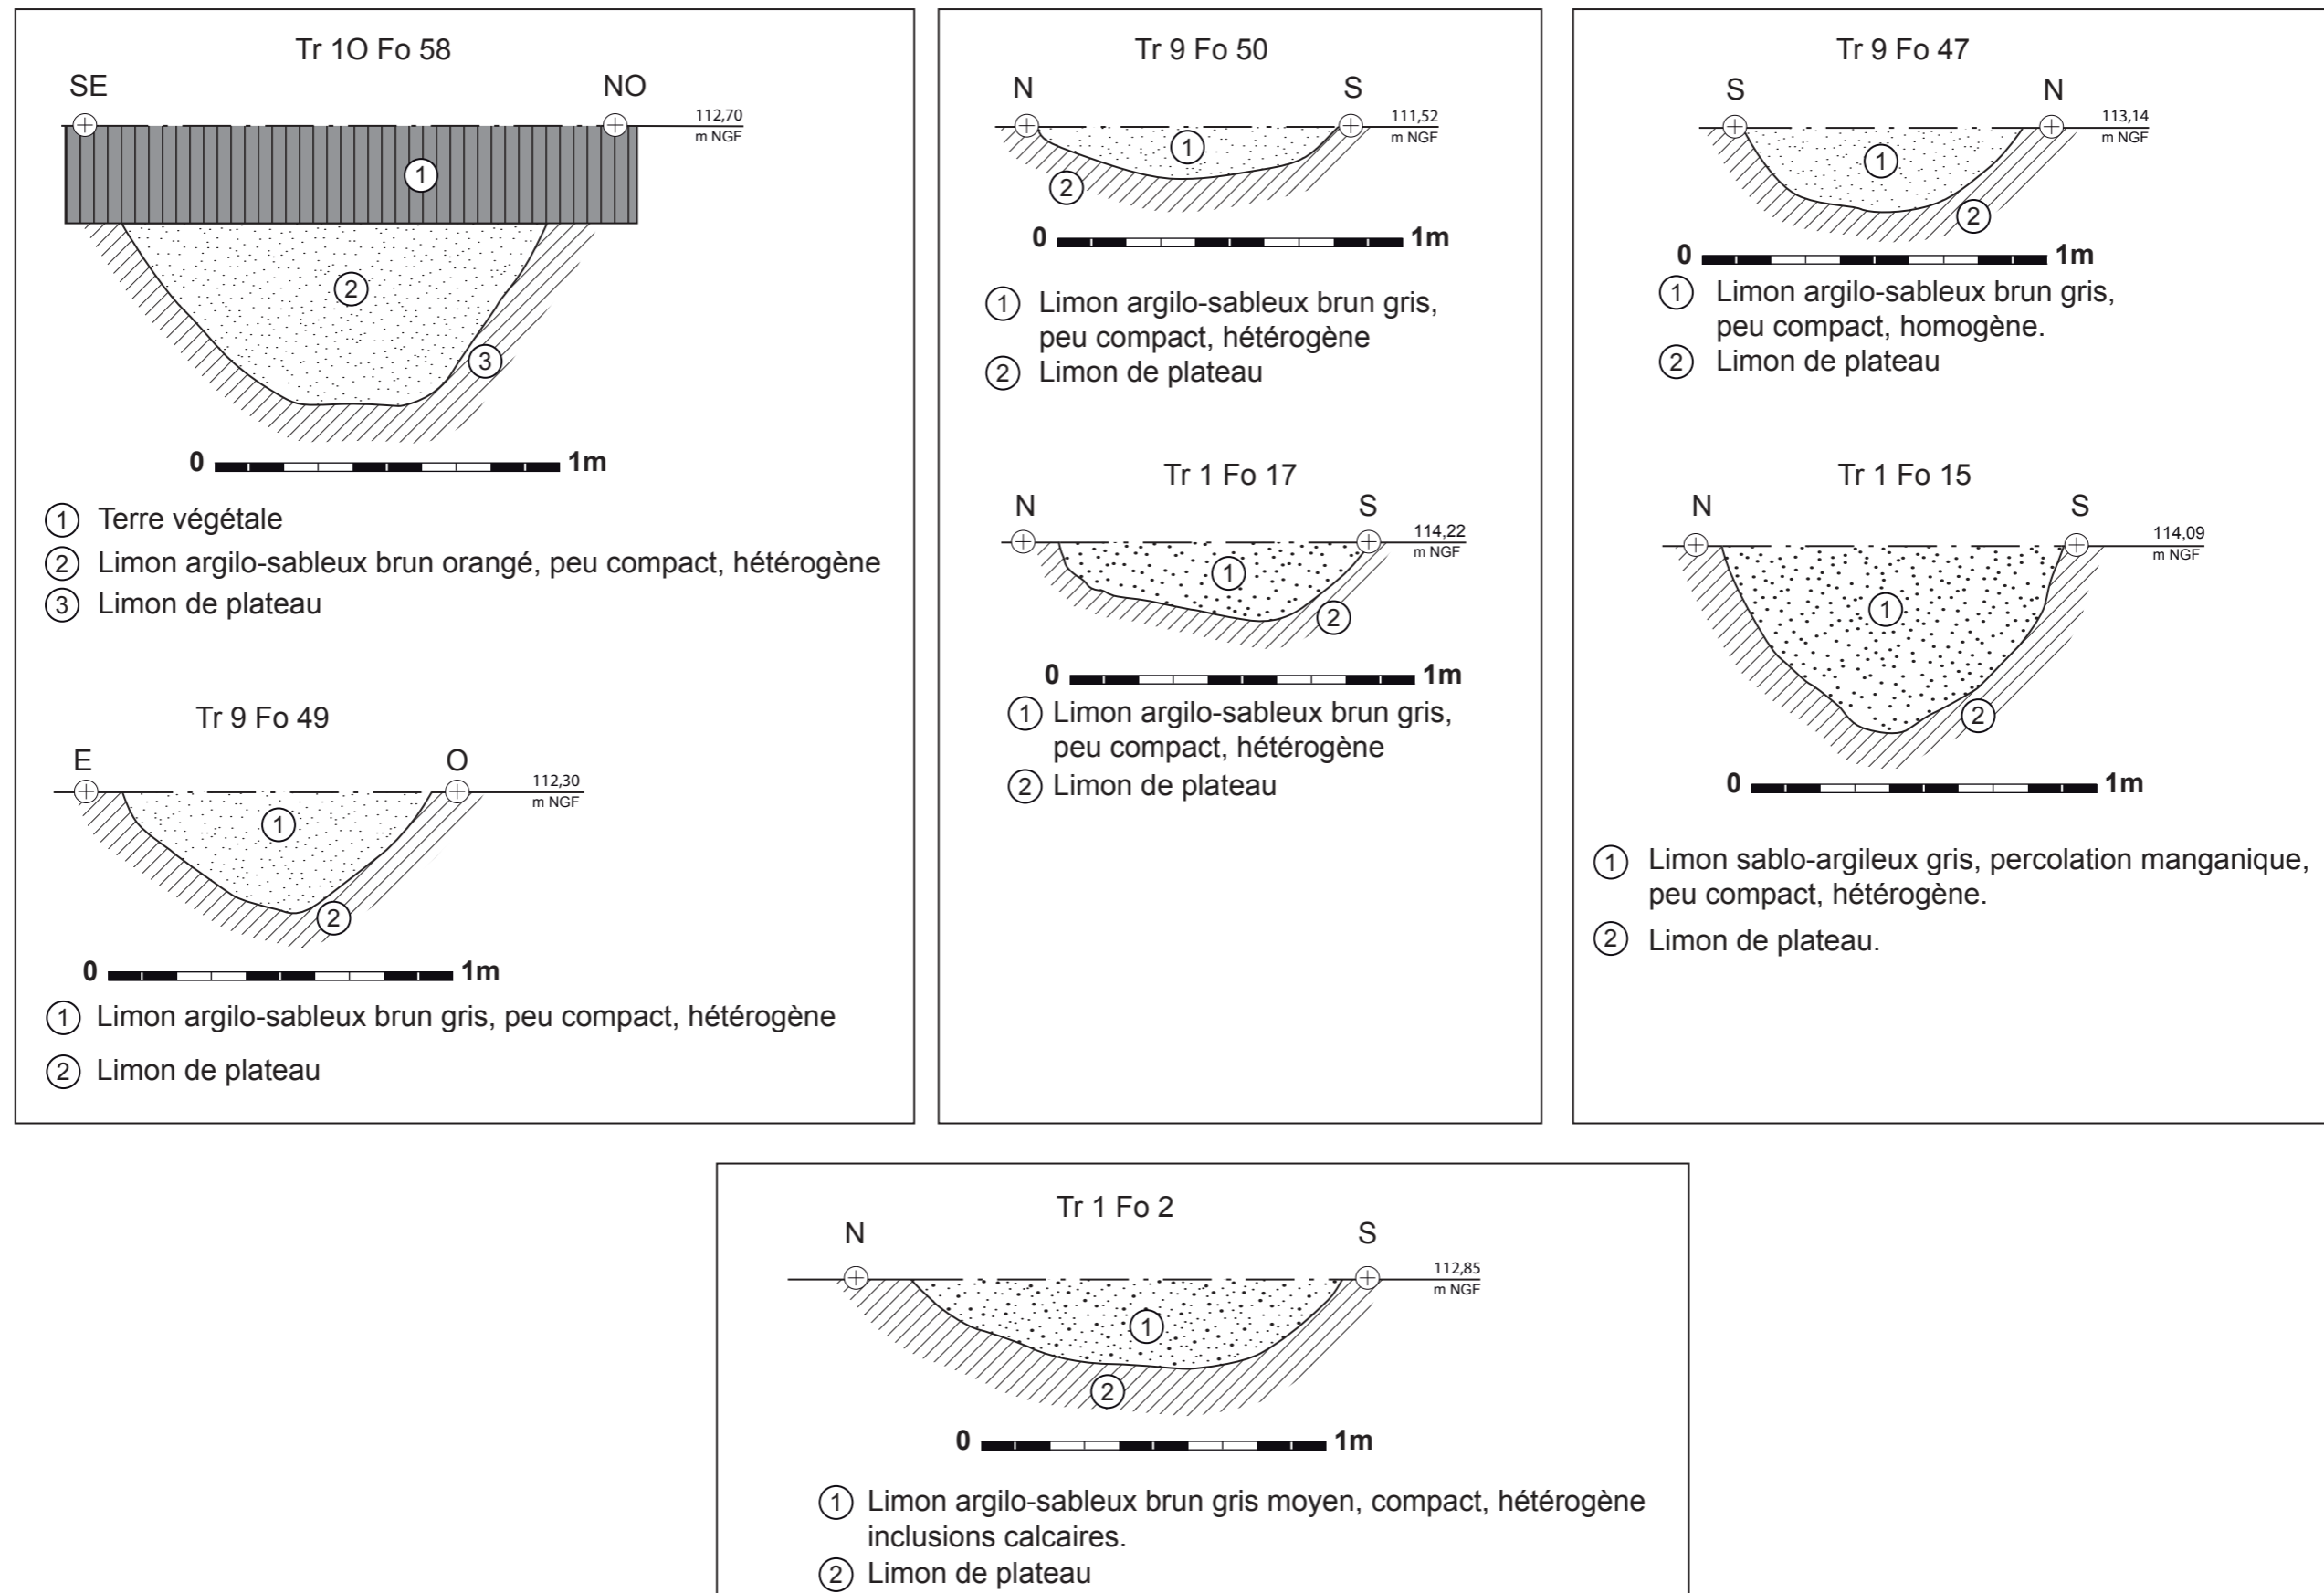 Tr 1O Fo 58
SE NO
112,70
m NGF
1
2
3
0 1m
1 Terre végétale
2 Limon argilo-sableux brun orangé, peu compact, hétérogène
3 Limon de plateau
Tr 9 Fo 49
E O
112,30
m NGF
1
2
0 1m
1 Limon argilo-sableux brun gris, peu compact, hétérogène
2 Limon de plateau
Tr 9 Fo 50
N S
111,52
m NGF
1
2
0 1m
1 Limon argilo-sableux brun gris,
peu compact, hétérogène
2 Limon de plateau
Tr 1 Fo 17
N S
114,22
m NGF
1
2
0 1m
1 Limon argilo-sableux brun gris,
peu compact, hétérogène
2 Limon de plateau
Tr 9 Fo 47
S N
113,14
m NGF
1
2
0 1m
1 Limon argilo-sableux brun gris,
peu compact, homogène.
2 Limon de plateau
Tr 1 Fo 15
N S
114,09
m NGF
1
2
0 1m
1 Limon sablo-argileux gris, percolation manganique,
peu compact, hétérogène.
2 Limon de plateau.
Tr 1 Fo 2
N S
112,85
m NGF
1
2
0 1m
1 Limon argilo-sableux brun gris moyen, compact, hétérogène
inclusions calcaires.
2 Limon de plateau